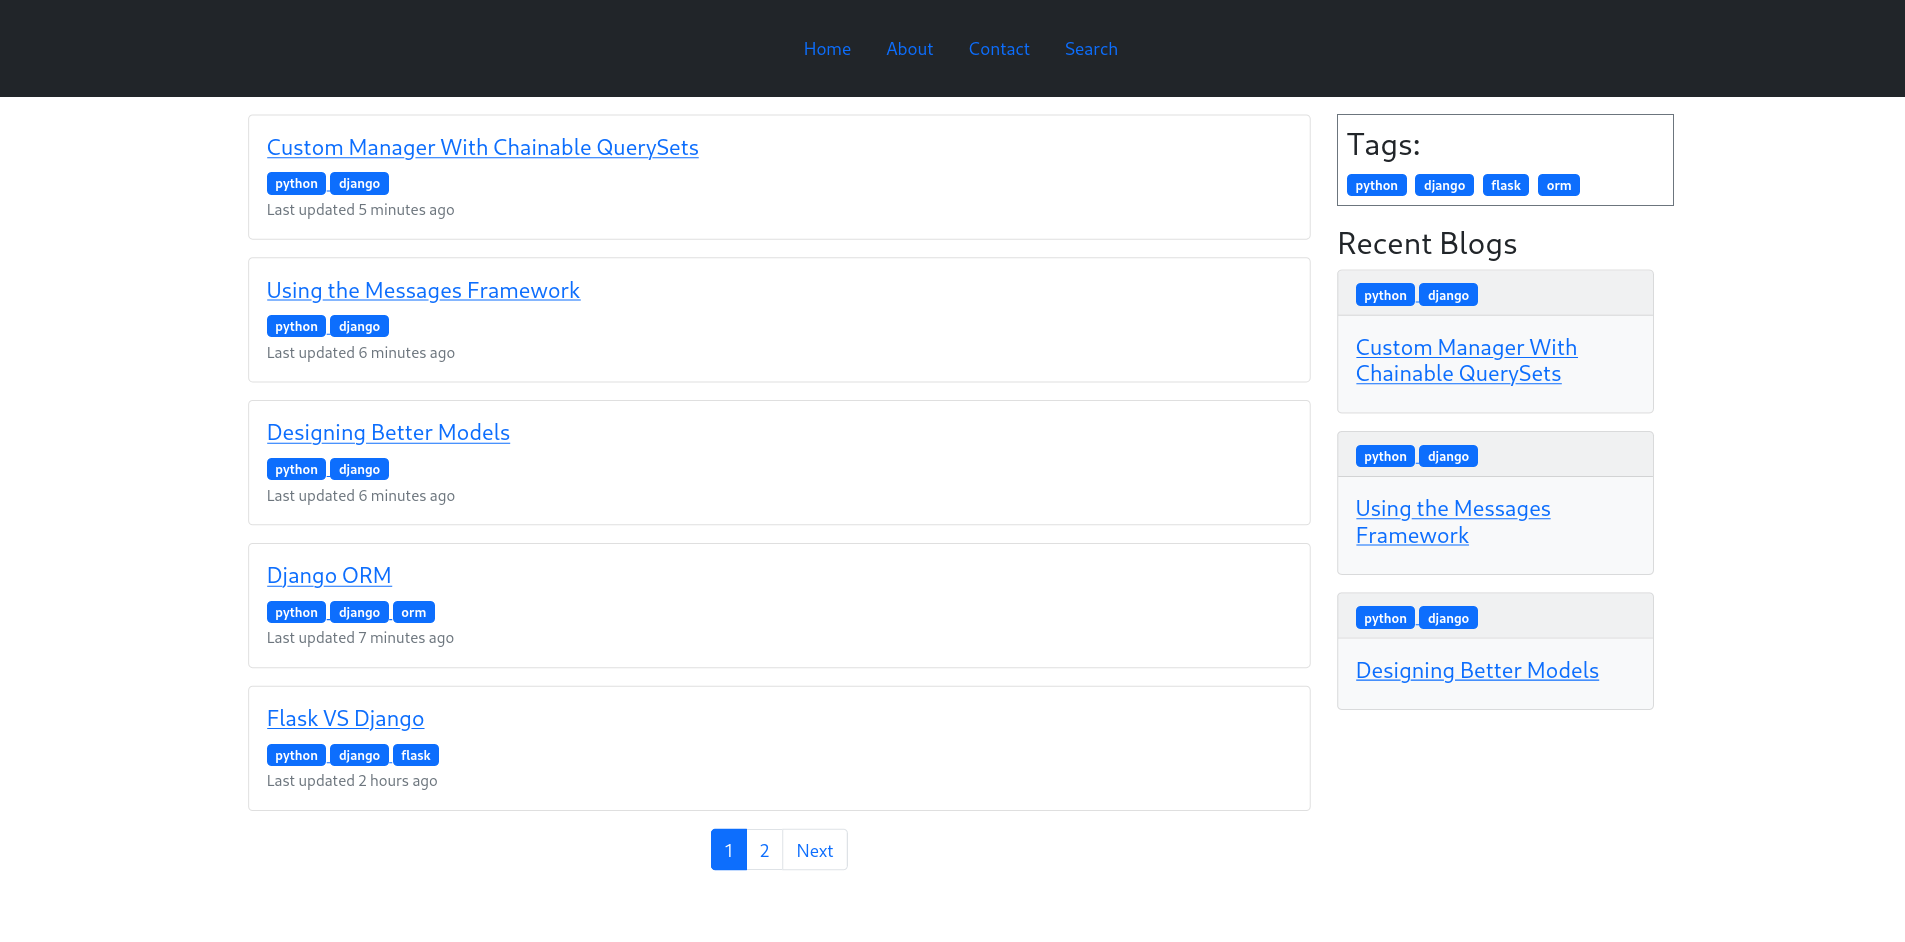 Home About Contact Search
Custom Manager With Chainable QuerySets
python django
Last updated 5 minutes ago
Using the Messages Framework
python django
Last updated 6 minutes ago
Designing Better Models
python django
Last updated 6 minutes ago
Django ORM
python django orm
Last updated 7 minutes ago
Flask VS Django
python django flask
Last updated 2 hours ago
1 2 Next
Tags:
python django flask orm
Recent Blogs
python django
Custom Manager With
Chainable QuerySets
python django
Using the Messages
Framework
python django
Designing Better Models